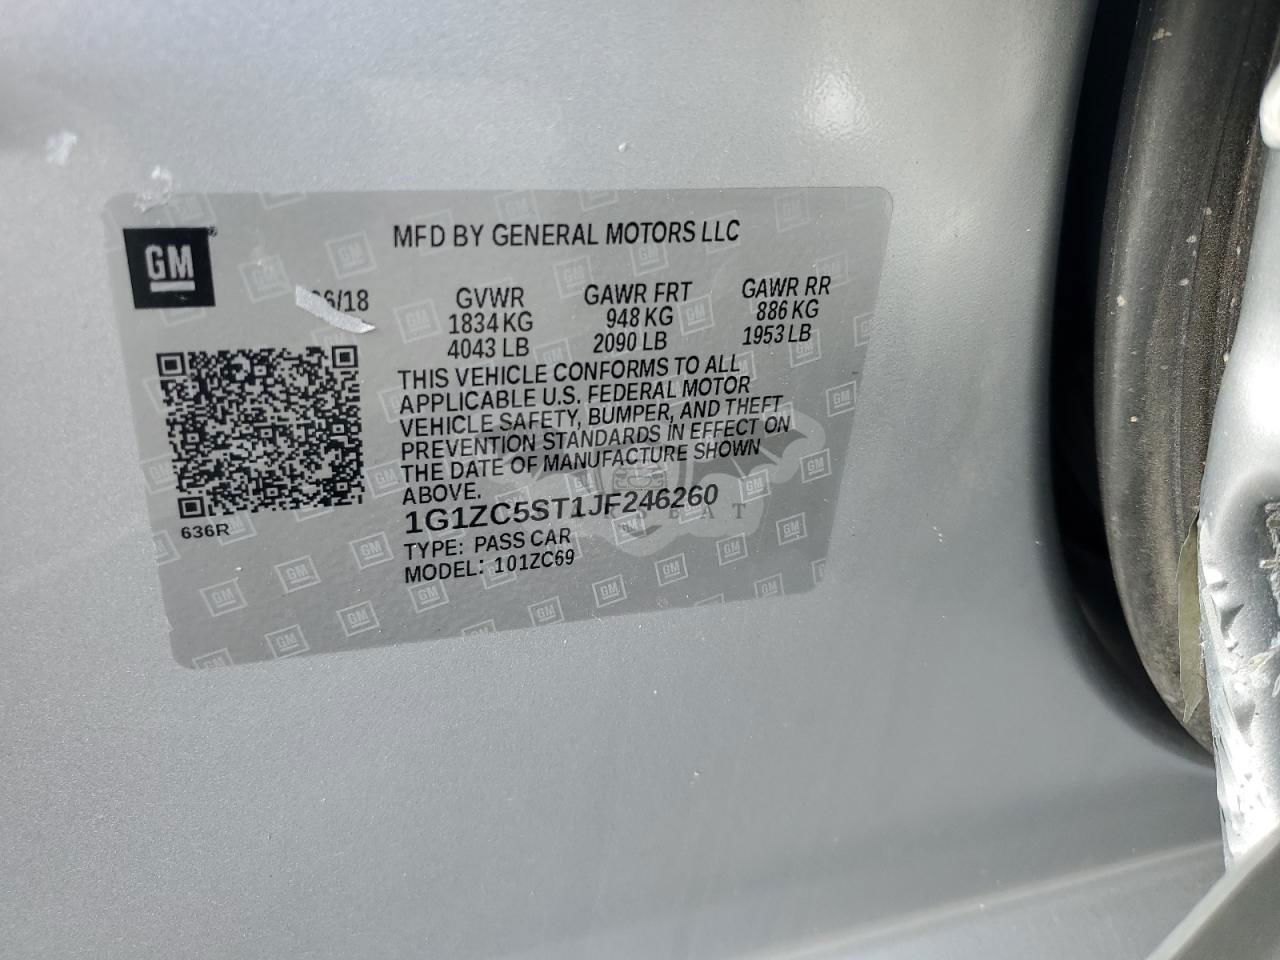 GM
MFD BY GENERAL MOTORS LLC
06/18
GVWR
1834 KG
4043 LB
GAWR FRT
948 KG
2090 LB
GAWR RR
886 KG
1953 LB
THIS VEHICLE CONFORMS TO ALL
APPLICABLE U.S. FEDERAL MOTOR
VEHICLE SAFETY, BUMPER, AND THEFT
PREVENTION STANDARDS IN EFFECT ON
THE DATE OF MANUFACTURE SHOWN
ABOVE.
1G1ZC5ST1JF246260
TYPE: PASS CAR
MODEL: 101ZC69
636R